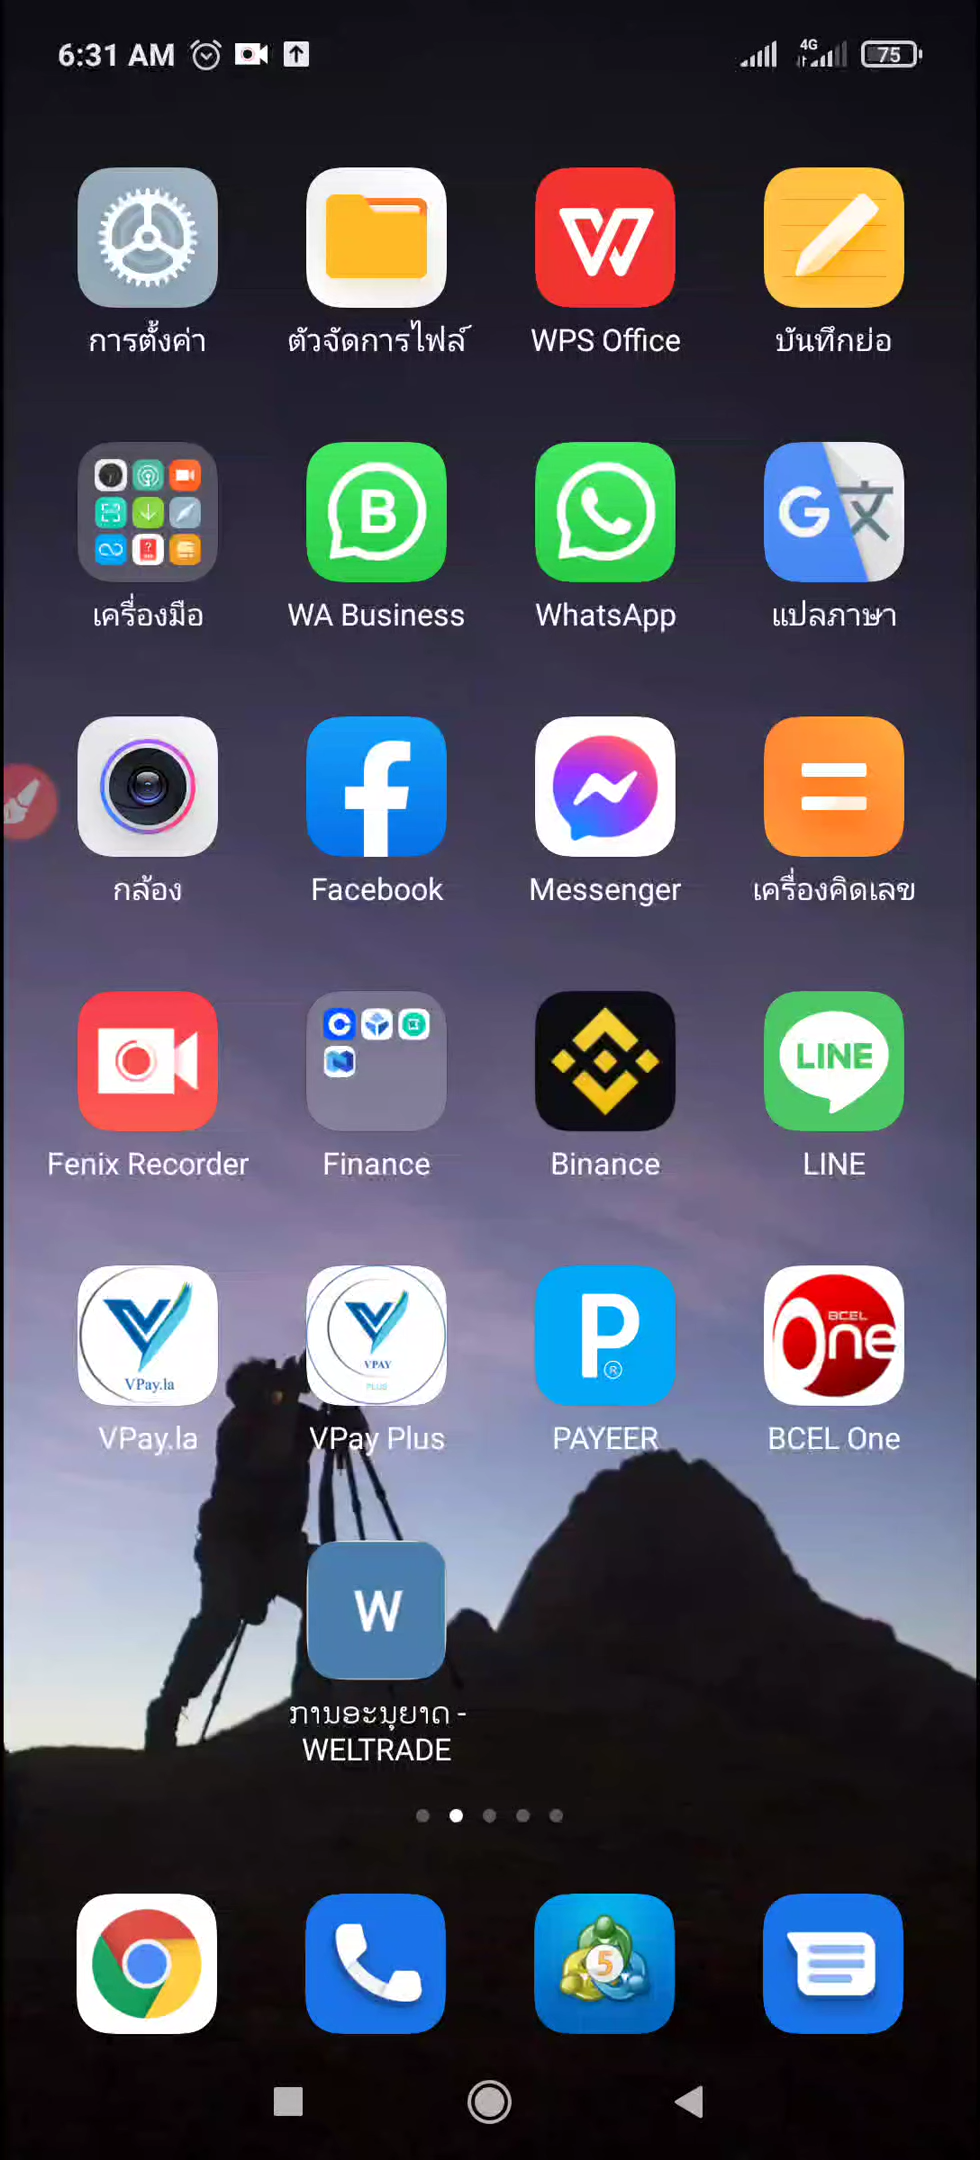 6:31 AM
4G
75
การตั้งค่า
ตัวจัดการไฟล์
WPS Office
บันทึกย่อ
B
G 文
เครื่องมือ
WA Business
WhatsApp
แปลภาษา
กล้อง
Facebook
Messenger
เครื่องคิดเลข
LINE
Fenix Recorder
Finance
Binance
LINE
VPay.la
VPAY
PLUS
P
®
BCEL
One
VPay.la
VPay Plus
PAYEER
BCEL One
W
ການອະນຸຍາດ -
WELTRADE
5